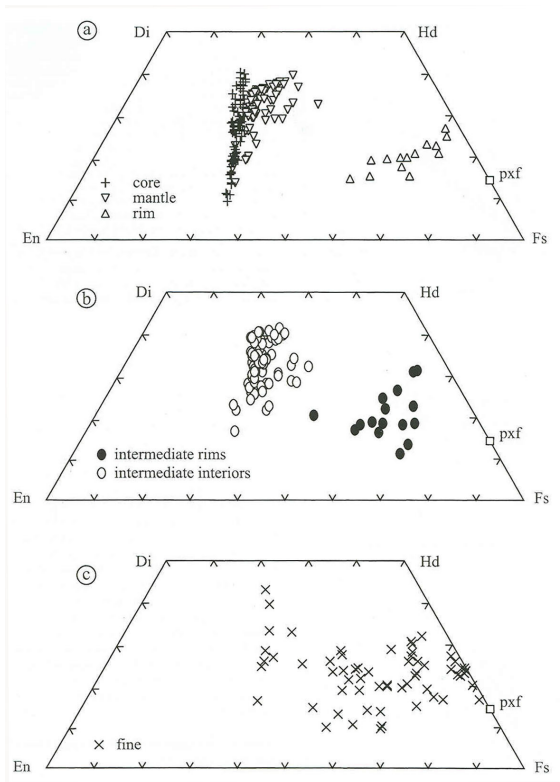 a
Di
Hd
+ core
▽ mantle
△ rim
pxf
En
Fs
b
Di
Hd
● intermediate rims
○ intermediate interiors
pxf
En
Fs
c
Di
Hd
× fine
pxf
En
Fs